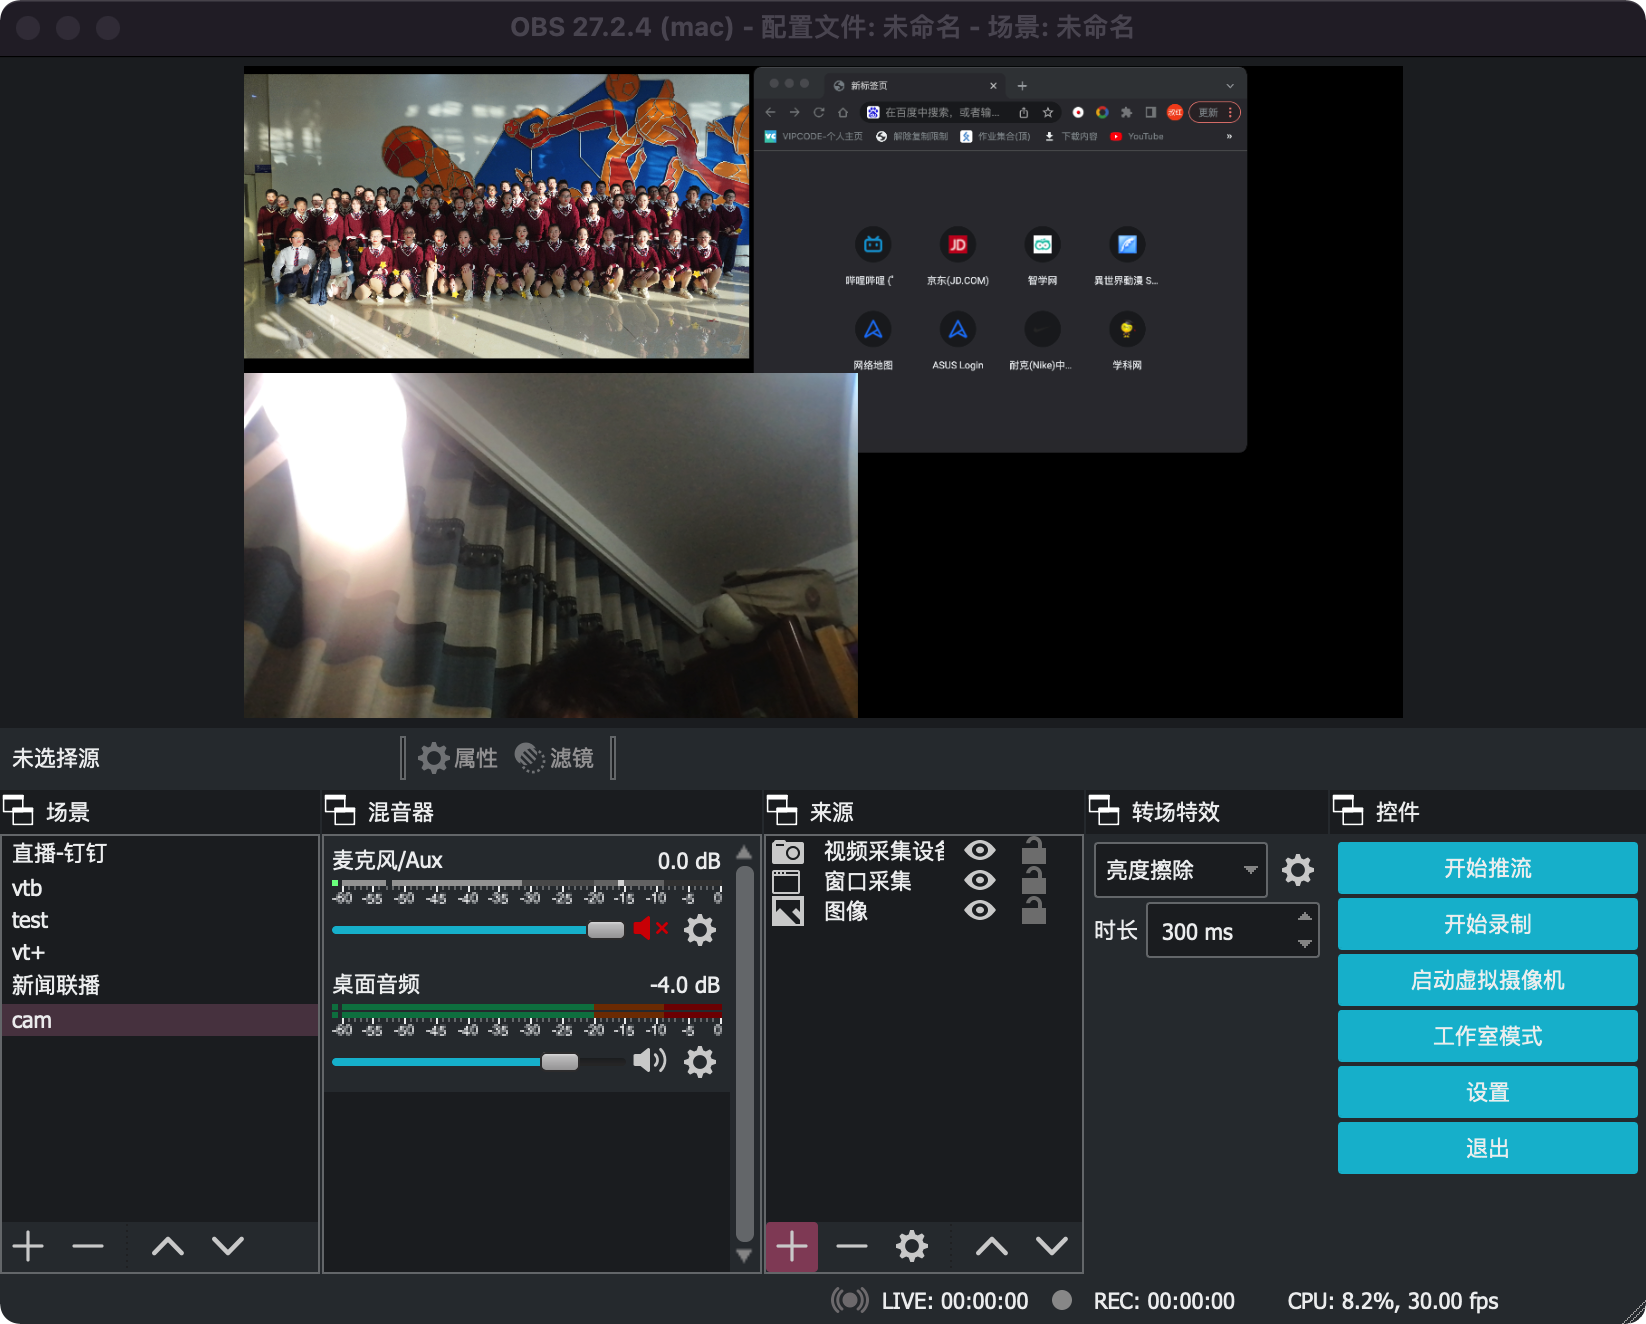 OBS 27.2.4 (mac) - 配置文件: 未命名 - 场景: 未命名
新标签页
在百度中搜索，或者输...
更新
VIPCODE-个人主页
解除复制限制
作业集合(顶)
下载内容
YouTube
»
哔哩哔哩 (゜
JD
京东(JD.COM)
智学网
異世界動漫 S...
网络地图
ASUS Login
耐克(Nike)中...
学科网
未选择源
属性
滤镜
场景
混音器
来源
转场特效
控件
直播-钉钉
vtb
test
vt+
新闻联播
cam
麦克风/Aux
0.0 dB
-60 -55 -50 -45 -40 -35 -30 -25 -20 -15 -10 -5 0
桌面音频
-4.0 dB
-60 -55 -50 -45 -40 -35 -30 -25 -20 -15 -10 -5 0
视频采集设
窗口采集
图像
亮度擦除
时长
300 ms
开始推流
开始录制
启动虚拟摄像机
工作室模式
设置
退出
LIVE: 00:00:00
REC: 00:00:00
CPU: 8.2%, 30.00 fps